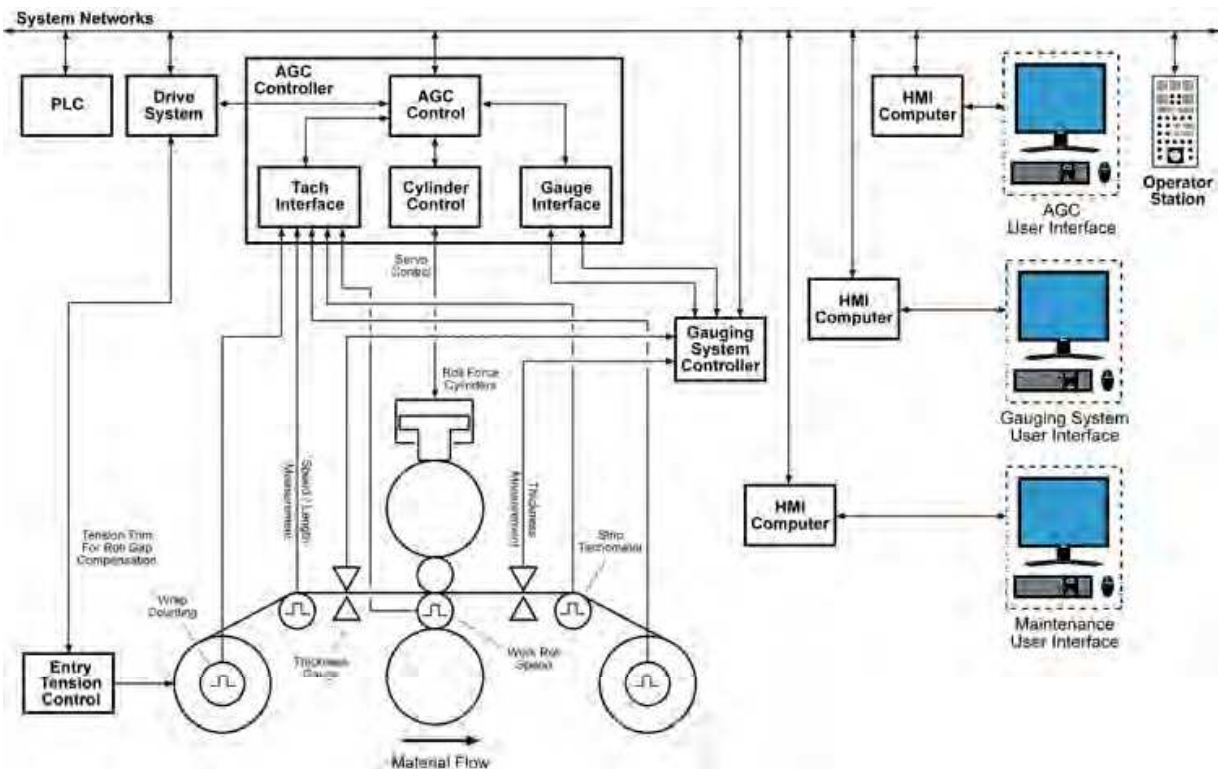 System Networks
PLC
Drive
System
AGC
Controller
AGC
Control
Tach
Interface
Cylinder
Control
Gauge
Interface
HMI
Computer
AGC
User Interface
Operator
Station
Servo
Control
Gauging
System
Controller
HMI
Computer
Gauging System
User Interface
Roll Force
Cylinders
Speed / Length
Measurement
Thickness
Measurement
HMI
Computer
Maintenance
User Interface
Tension Trim
For Roll Gap
Compensation
Strip
Tachometer
Wrap
Counting
Thickness
Gauge
Work Roll
Speed
Entry
Tension
Control
Material Flow